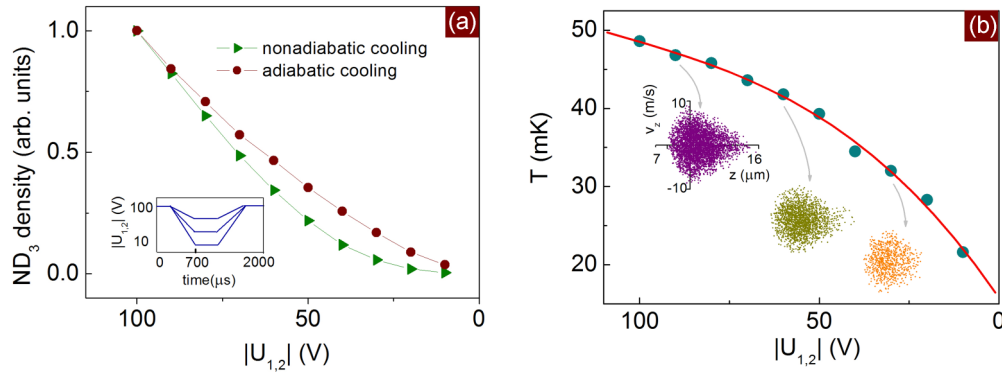 (a)
ND₃ density (arb. units)
1.0
0.5
0.0
nonadiabatic cooling
adiabatic cooling
|U₁,₂| (V)
100
10
0 700 2000
time(μs)
100 50 0
|U₁,₂| (V)
(b)
T (mK)
50
40
30
20
v_z (m/s)
10
7 16
z (μm)
-10
100 50 0
|U₁,₂| (V)